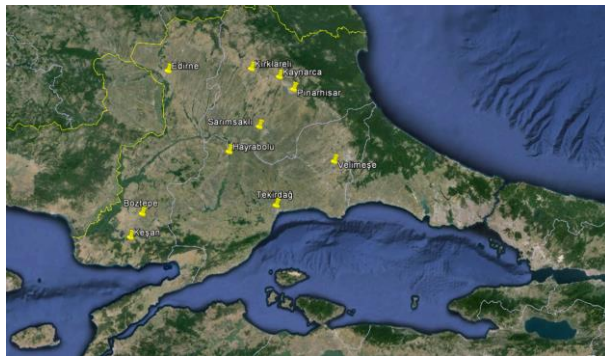 Edirne
Kırklareli
Kaynarca
Pınarhisar
Sarımsaklı
Hayrabolu
Velimeşe
Tekirdağ
Boztepe
Keşan